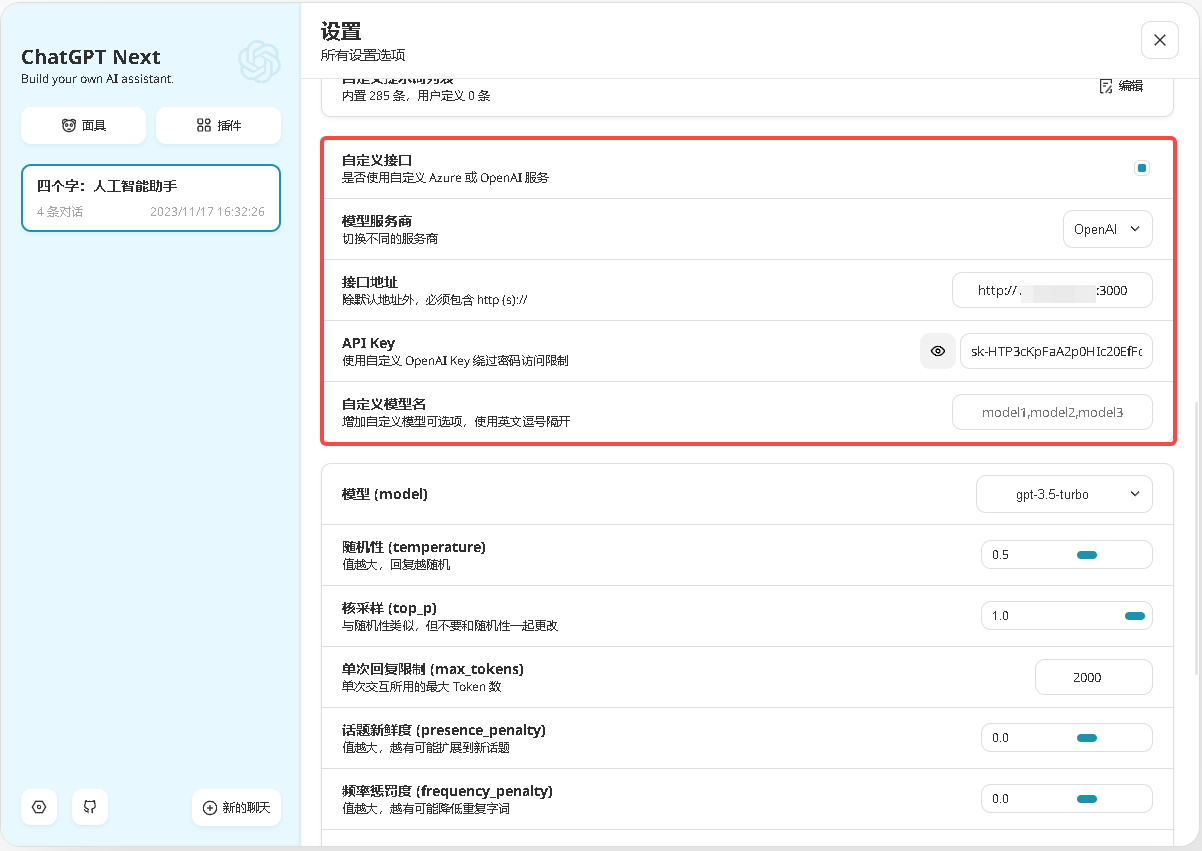 ChatGPT Next
Build your own AI assistant.
面具
插件
四个字：人工智能助手
4 条对话
2023/11/17 16:32:26
新的聊天
设置
所有设置选项
自定义提示词列表
内置 285 条，用户定义 0 条
编辑
自定义接口
是否使用自定义 Azure 或 OpenAI 服务
模型服务商
切换不同的服务商
OpenAI
接口地址
除默认地址外，必须包含 http(s)://
http:// :3000
API Key
使用自定义 OpenAI Key 绕过密码访问限制
sk-HTP3cKpFaA2p0HIc20EfFc
自定义模型名
增加自定义模型可选项，使用英文逗号隔开
model1,model2,model3
模型 (model)
gpt-3.5-turbo
随机性 (temperature)
值越大，回复越随机
0.5
核采样 (top_p)
与随机性类似，但不要和随机性一起更改
1.0
单次回复限制 (max_tokens)
单次交互所用的最大 Token 数
2000
话题新鲜度 (presence_penalty)
值越大，越有可能扩展到新话题
0.0
频率惩罚度 (frequency_penalty)
值越大，越有可能降低重复字词
0.0